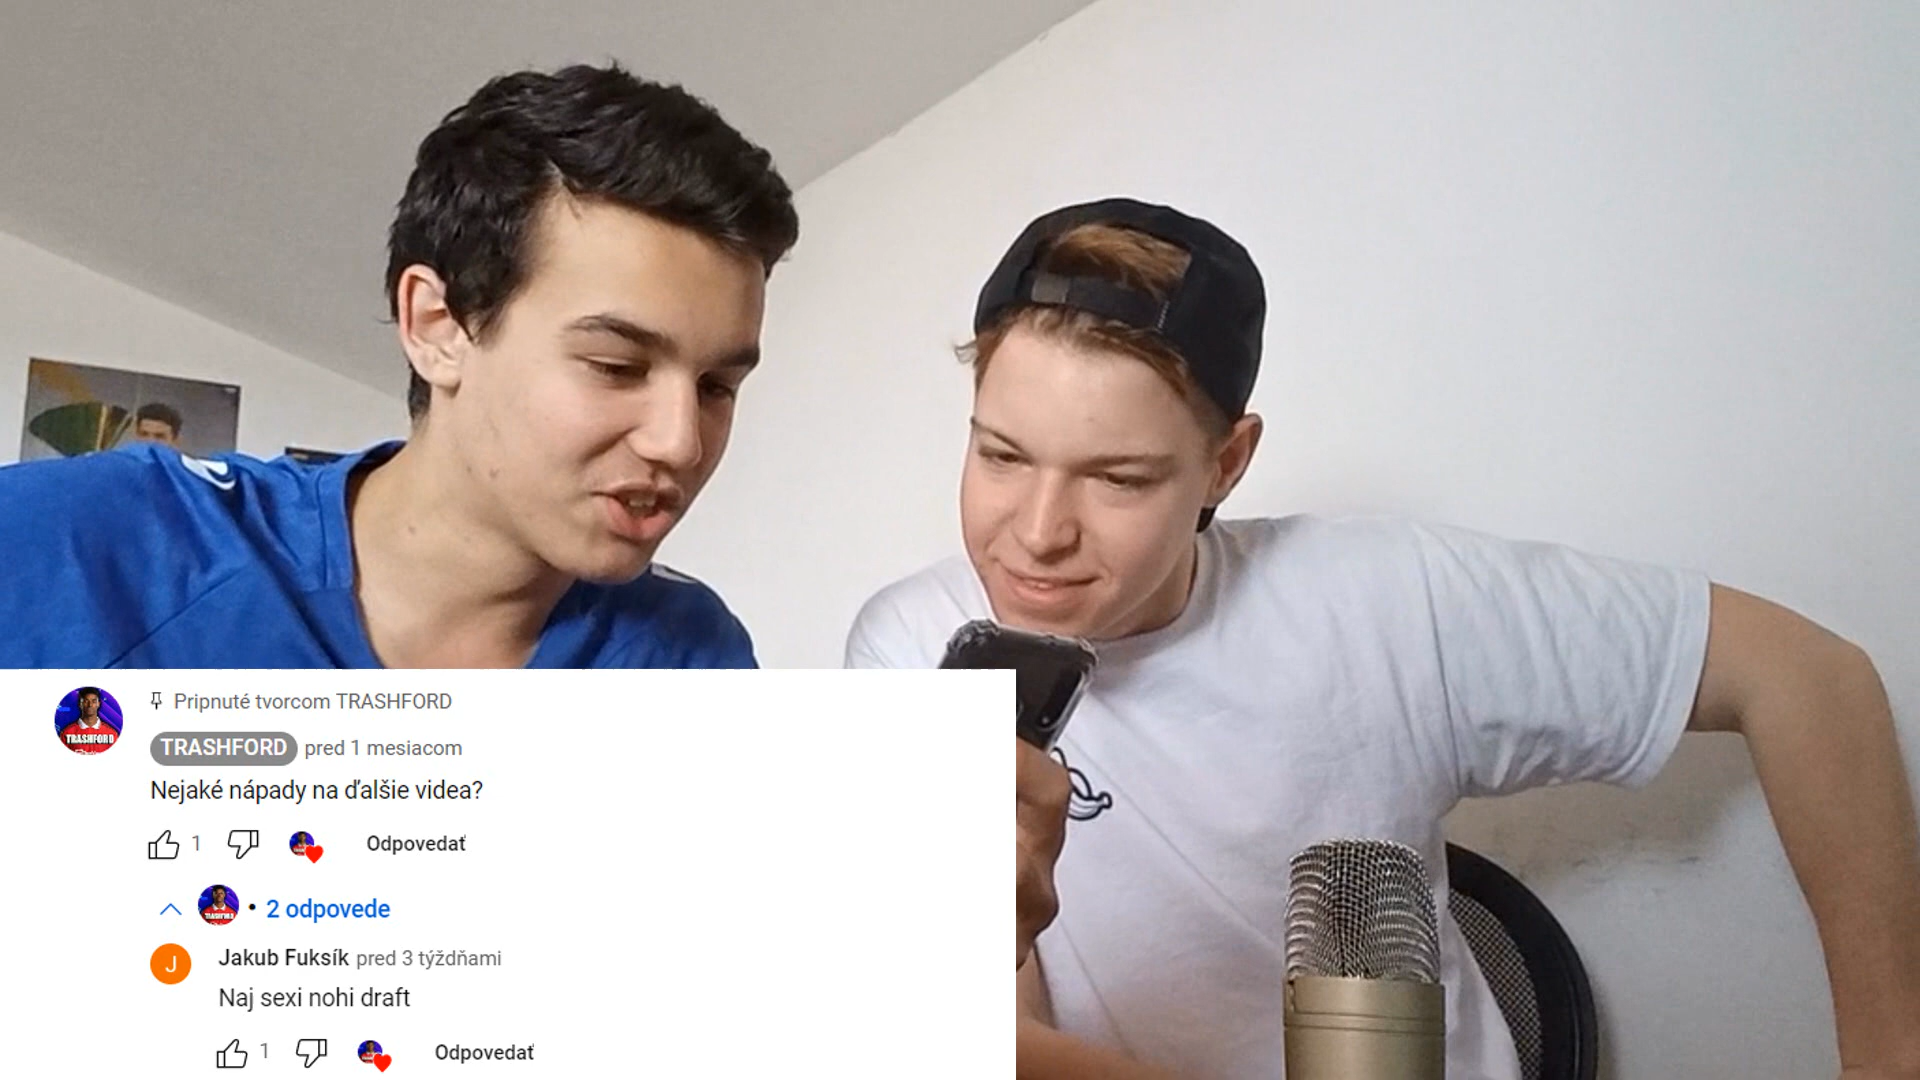 Pripnuté tvorcom TRASHFORD
TRASHFORD pred 1 mesiacom
Nejaké nápady na ďalšie videa?
1 Odpovedať
• 2 odpovede
J Jakub Fuksík pred 3 týždňami
Naj sexi nohi draft
1 Odpovedať
TRASHFORD